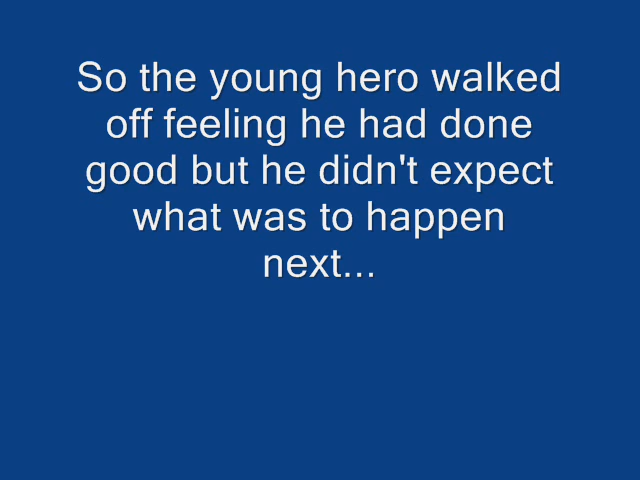 So the young hero walked
off feeling he had done
good but he didn't expect
what was to happen
next...